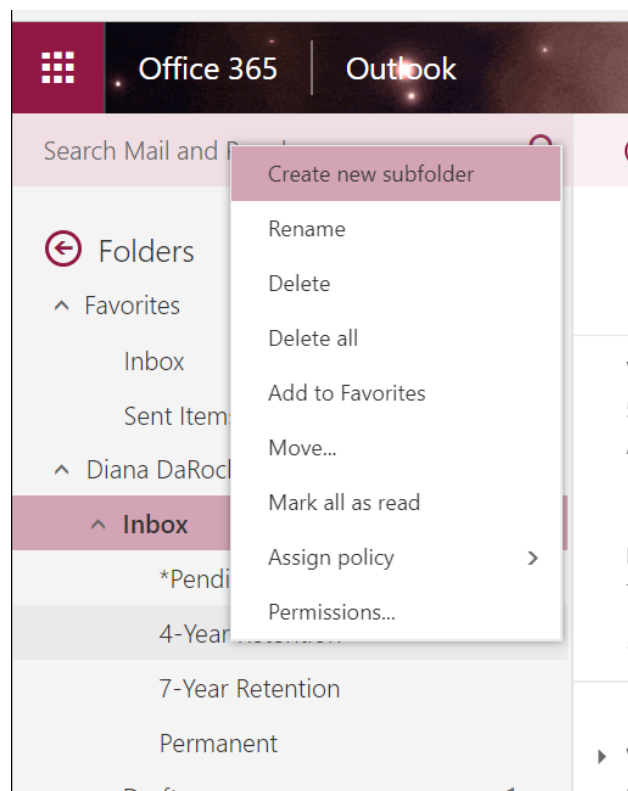 Office 365 Outlook
Search Mail and
Create new subfolder
Rename
Delete
Delete all
Add to Favorites
Move...
Mark all as read
Assign policy
Permissions...
Folders
Favorites
Inbox
Sent Item
Diana DaRoc
Inbox
*Pendi
4-Year Retention
7-Year Retention
Permanent